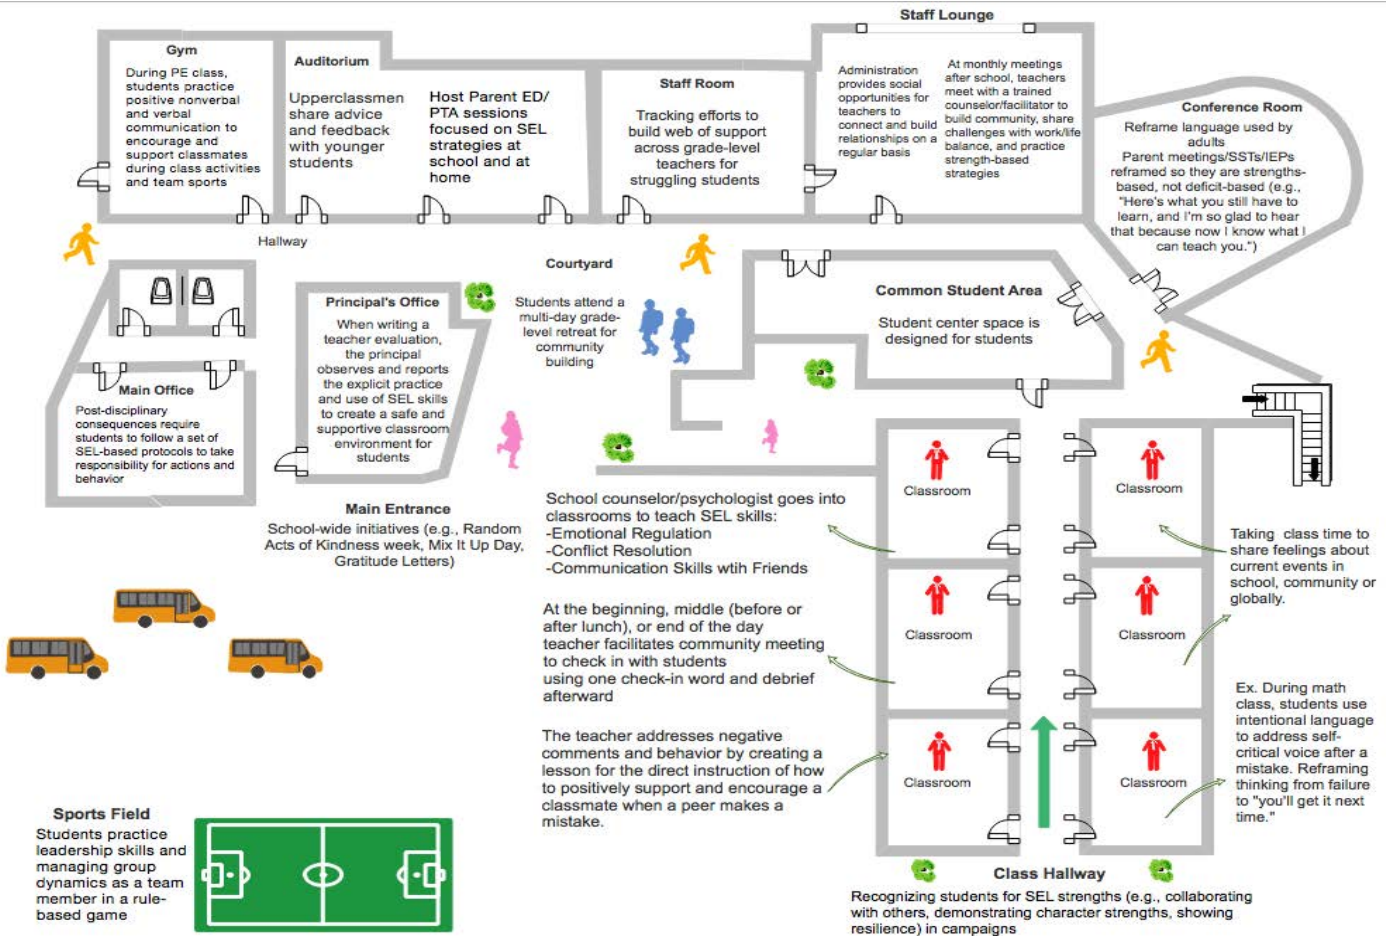 Staff Lounge
Gym
During PE class,
students practice
positive nonverbal
and verbal
communication to
encourage and
support classmates
during class activities
and team sports
Auditorium
Upperclassmen
share advice
and feedback
with younger
students
Host Parent ED/
PTA sessions
focused on SEL
strategies at
school and at
home
Staff Room
Tracking efforts to
build web of support
across grade-level
teachers for
struggling students
Administration
provides social
opportunities for
teachers to
connect and build
relationships on a
regular basis
At monthly meetings
after school, teachers
meet with a trained
counselor/facilitator to
build community, share
challenges with work/life
balance, and practice
strength-based
strategies
Conference Room
Reframe language used by
adults
Parent meetings/SSTs/IEPs
reframed so they are strengths-
based, not deficit-based (e.g.,
"Here's what you still have to
learn, and I'm so glad to hear
that because now I know what I
can teach you.")
Hallway
Courtyard
Students attend a
multi-day grade-
level retreat for
community
building
Principal's Office
When writing a
teacher evaluation,
the principal
observes and reports
the explicit practice
and use of SEL skills
to create a safe and
supportive classroom
environment for
students
Common Student Area
Student center space is
designed for students
Main Office
Post-disciplinary
consequences require
students to follow a set of
SEL-based protocols to take
responsibility for actions and
behavior
Main Entrance
School-wide initiatives (e.g., Random
Acts of Kindness week, Mix It Up Day,
Gratitude Letters)
School counselor/psychologist goes into
classrooms to teach SEL skills:
-Emotional Regulation
-Conflict Resolution
-Communication Skills wtih Friends
At the beginning, middle (before or
after lunch), or end of the day
teacher facilitates community meeting
to check in with students
using one check-in word and debrief
afterward
The teacher addresses negative
comments and behavior by creating a
lesson for the direct instruction of how
to positively support and encourage a
classmate when a peer makes a
mistake.
Classroom
Classroom
Classroom
Classroom
Classroom
Classroom
Taking class time to
share feelings about
current events in
school, community or
globally.
Ex. During math
class, students use
intentional language
to address self-
critical voice after a
mistake. Reframing
thinking from failure
to "you'll get it next
time."
Sports Field
Students practice
leadership skills and
managing group
dynamics as a team
member in a rule-
based game
Class Hallway
Recognizing students for SEL strengths (e.g., collaborating
with others, demonstrating character strengths, showing
resilience) in campaigns